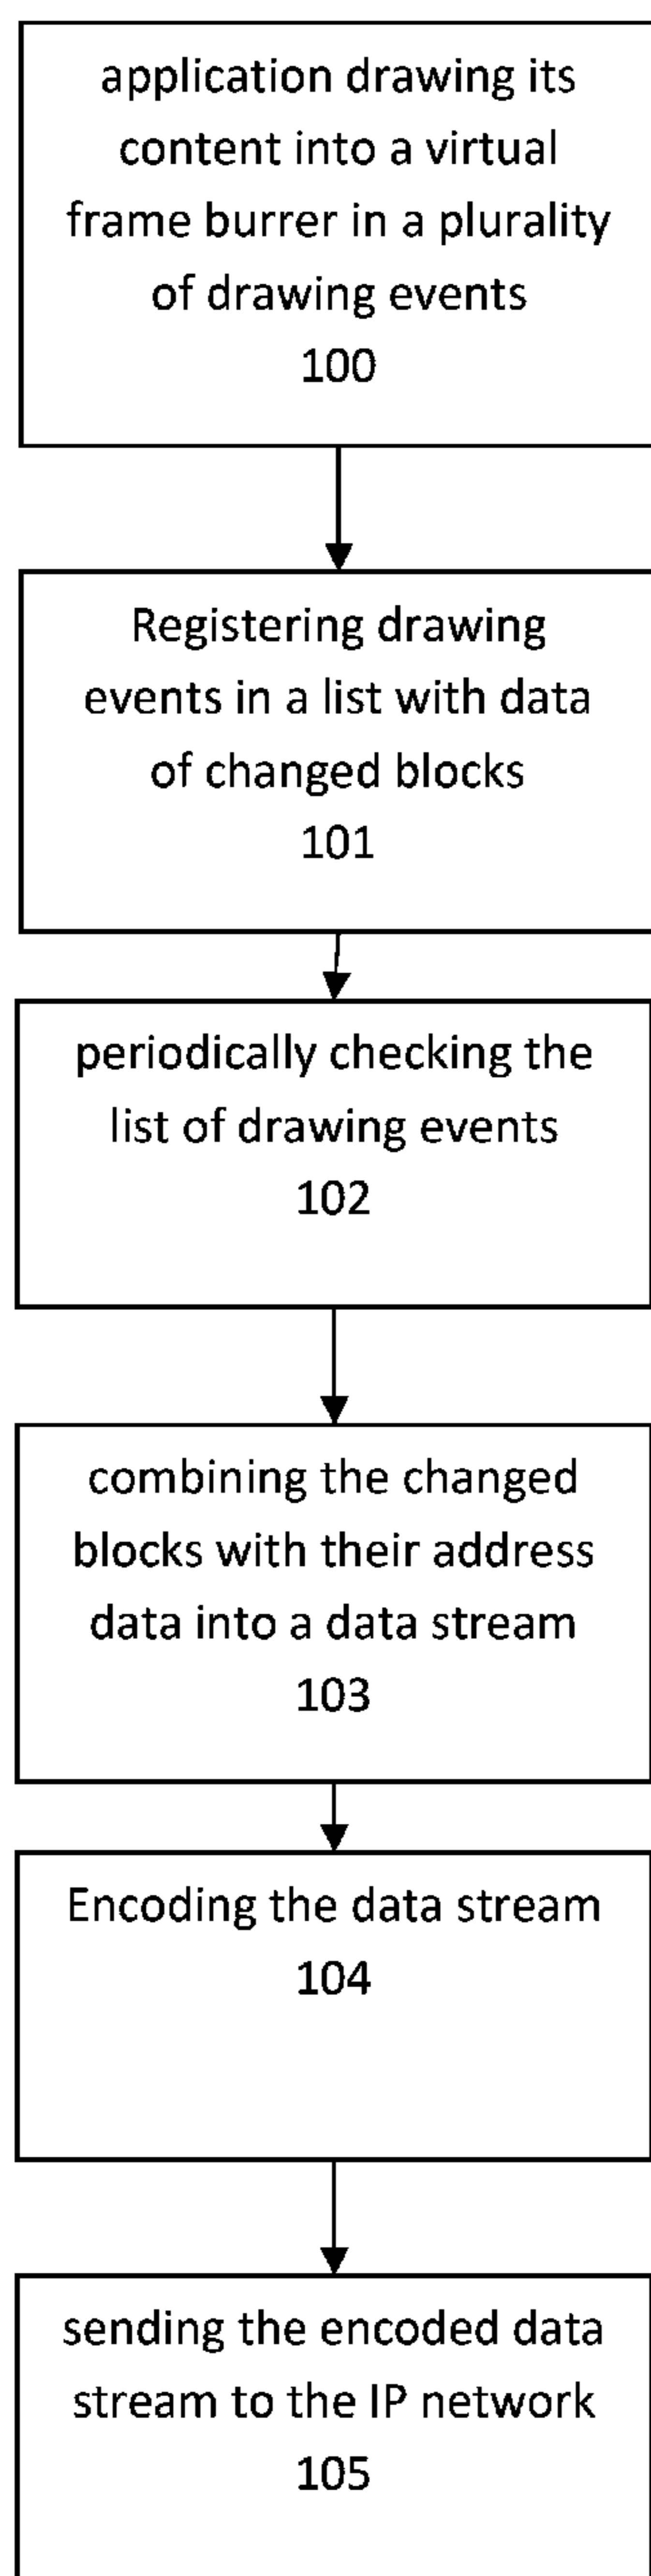 application drawing its
content into a virtual
frame burrer in a plurality
of drawing events
100
Registering drawing
events in a list with data
of changed blocks
101
periodically checking the
list of drawing events
102
combining the changed
blocks with their address
data into a data stream
103
Encoding the data stream
104
sending the encoded data
stream to the IP network
105